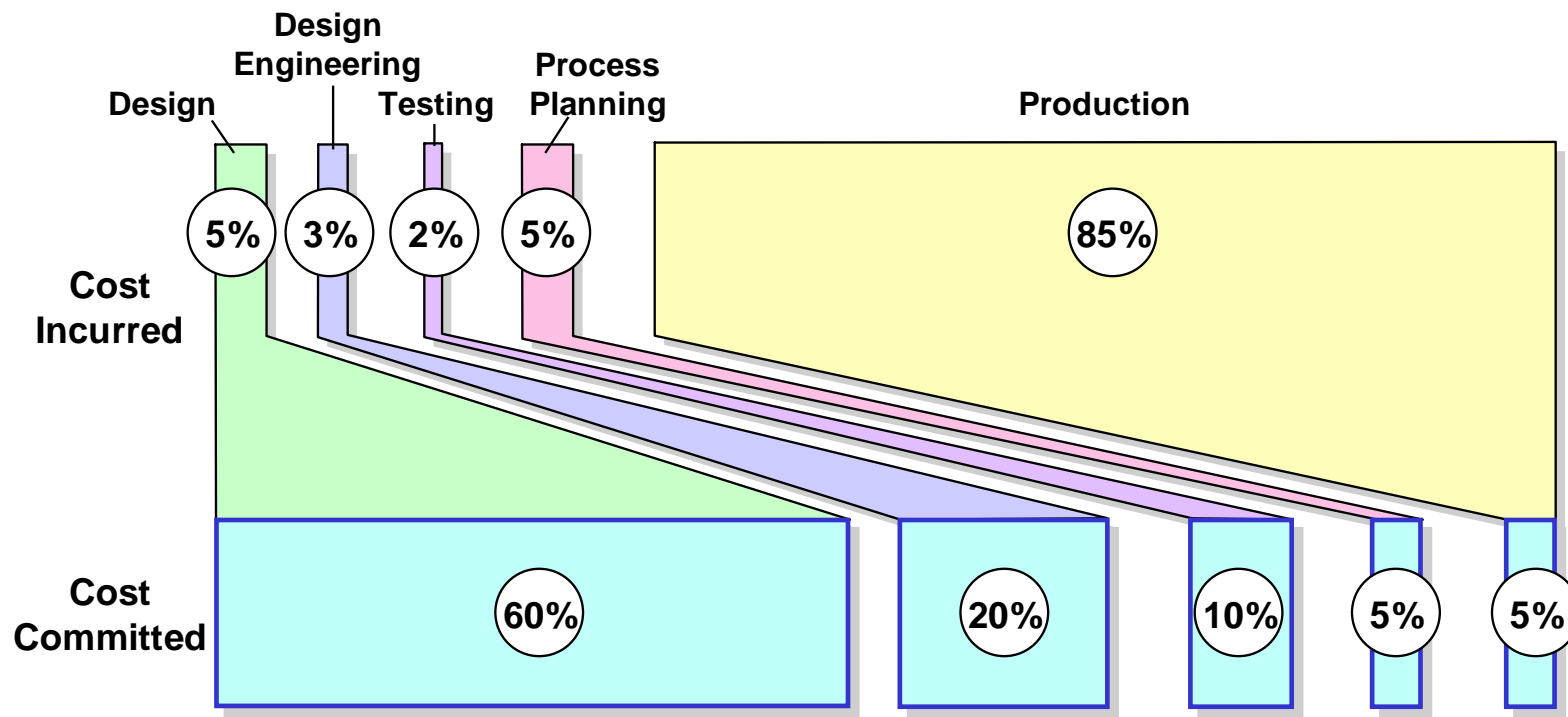 Design
Engineering
Process
Planning
Design
Testing
Production
5%
3%
2%
5%
85%
Cost
Incurred
Cost
Committed
60%
20%
10%
5%
5%